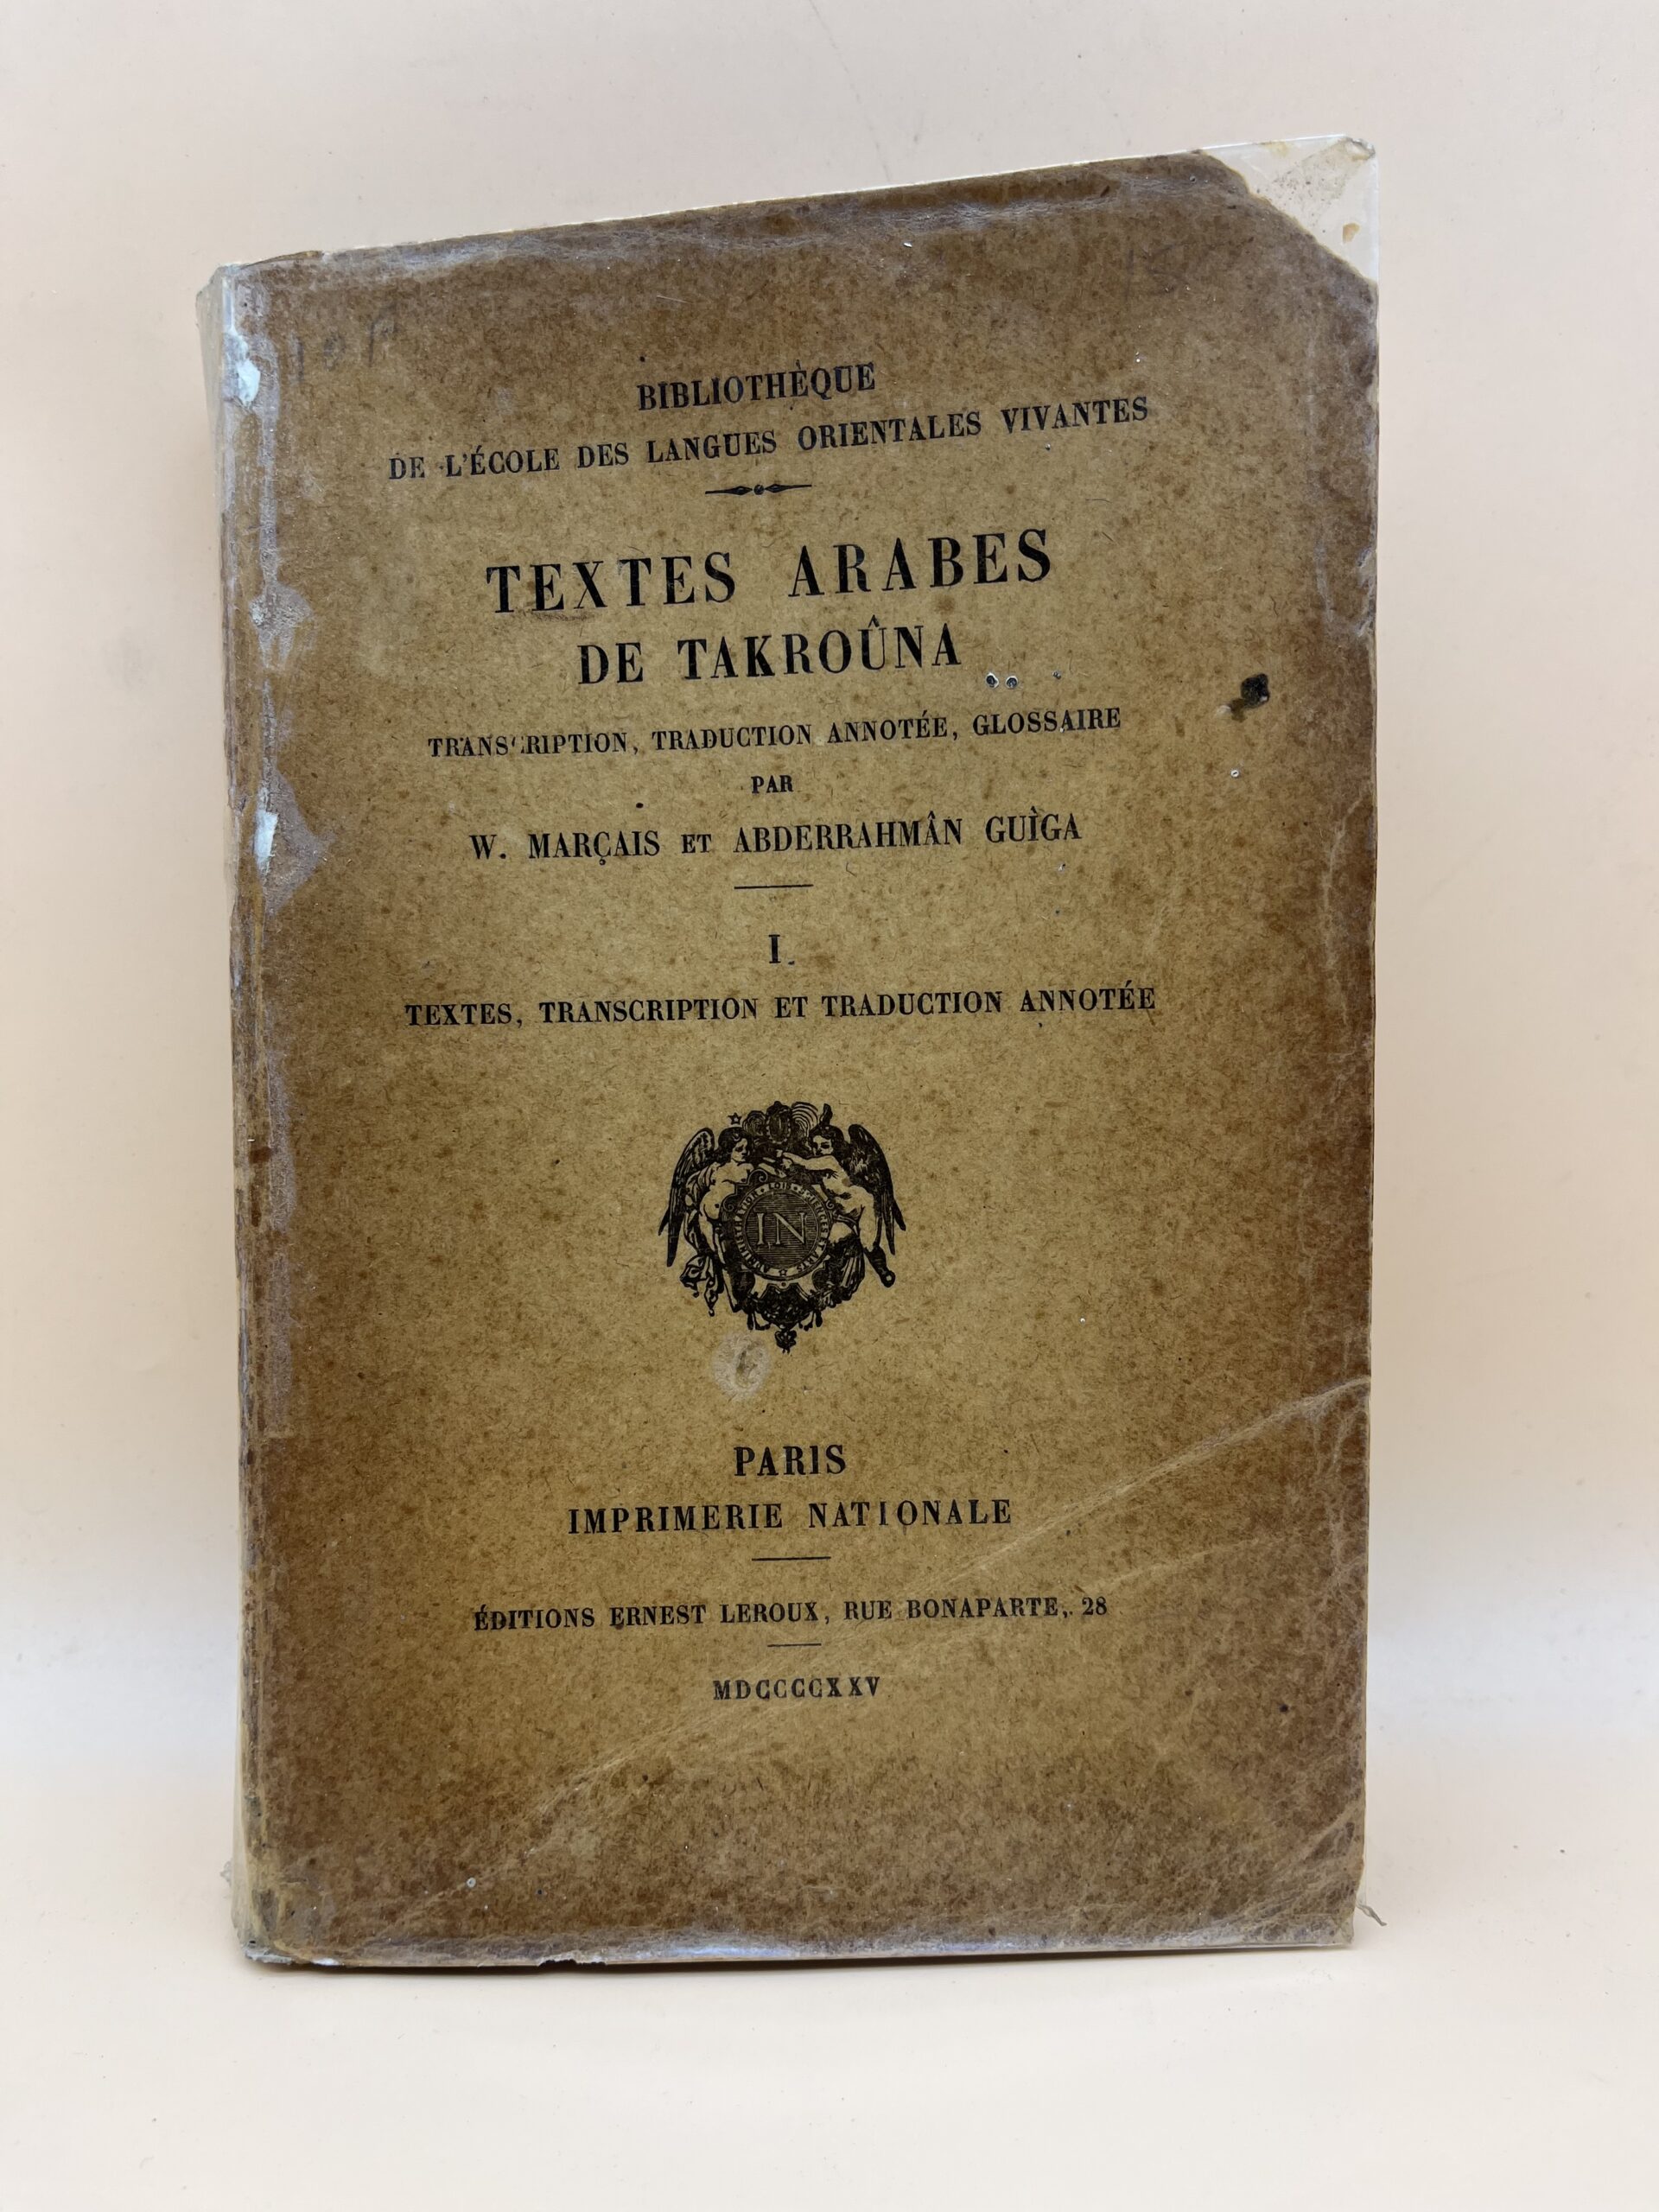 BIBLIOTHÈQUE
DE L'ÉCOLE DES LANGUES ORIENTALES VIVANTES
TEXTES ARABES
DE TAKROÛNA
TRANSCRIPTION, TRADUCTION ANNOTÉE, GLOSSAIRE
PAR
W. MARÇAIS ET ABDERRAHMÂN GUÌGA
I.
TEXTES, TRANSCRIPTION ET TRADUCTION ANNOTÉE
IN
PARIS
IMPRIMERIE NATIONALE
ÉDITIONS ERNEST LEROUX, RUE BONAPARTE, 28
MDCCCCXXV